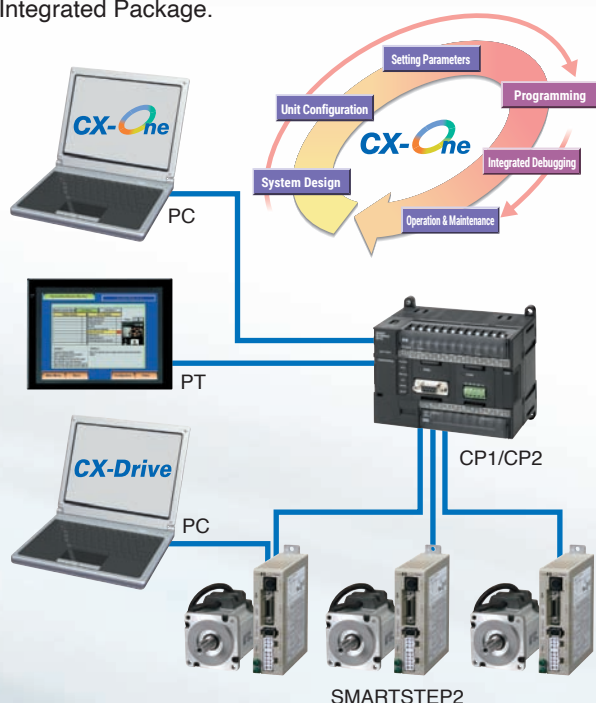 Integrated Package.
Setting Parameters
CX-One
Unit Configuration
Programming
CX-One
Integrated Debugging
System Design
PC
Operation & Maintenance
PT
CP1/CP2
CX-Drive
PC
SMARTSTEP2